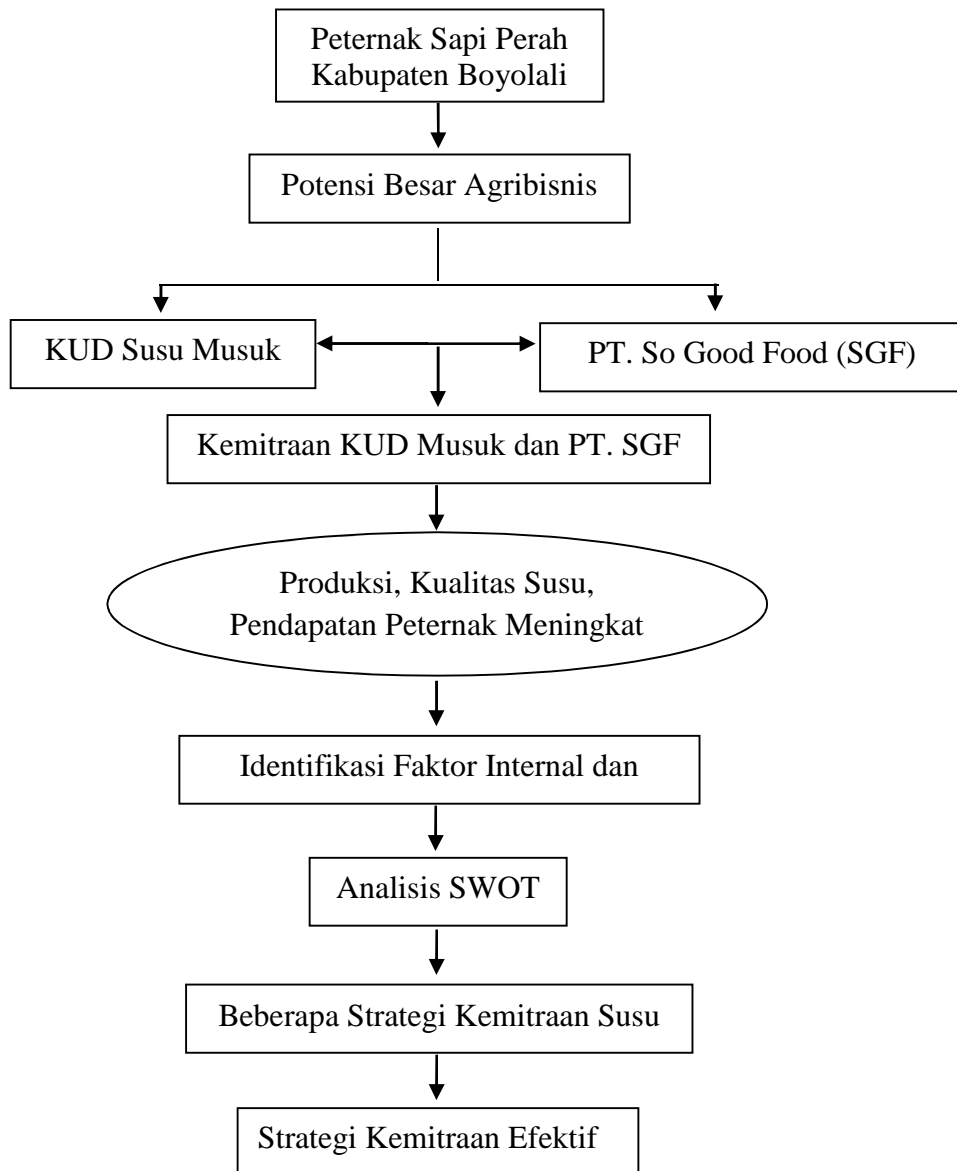 Peternak Sapi Perah
Kabupaten Boyolali
Potensi Besar Agribisnis
KUD Susu Musuk
PT. So Good Food (SGF)
Kemitraan KUD Musuk dan PT. SGF
Produksi, Kualitas Susu,
Pendapatan Peternak Meningkat
Identifikasi Faktor Internal dan
Analisis SWOT
Beberapa Strategi Kemitraan Susu
Strategi Kemitraan Efektif